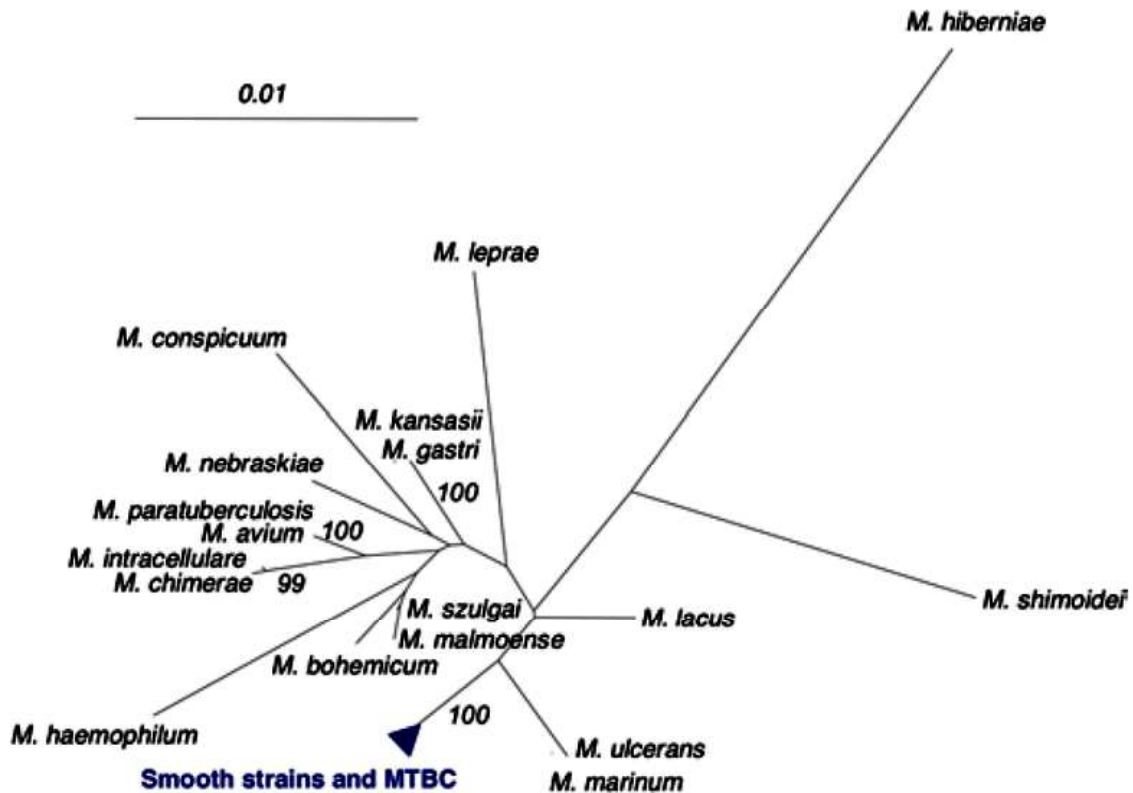 M. hiberniae
0.01
M. leprae
M. conspicuum
M. kansasii
M. gastri
M. nebraskiae
100
M. paratuberculosis
M. avium 100
M. intracellulare
M. chimerae 99
M. shimoidei
M. szulgai
M. lacus
M. malmoense
M. bohemicum
100
M. haemophilum
M. ulcerans
Smooth strains and MTBC
M. marinum